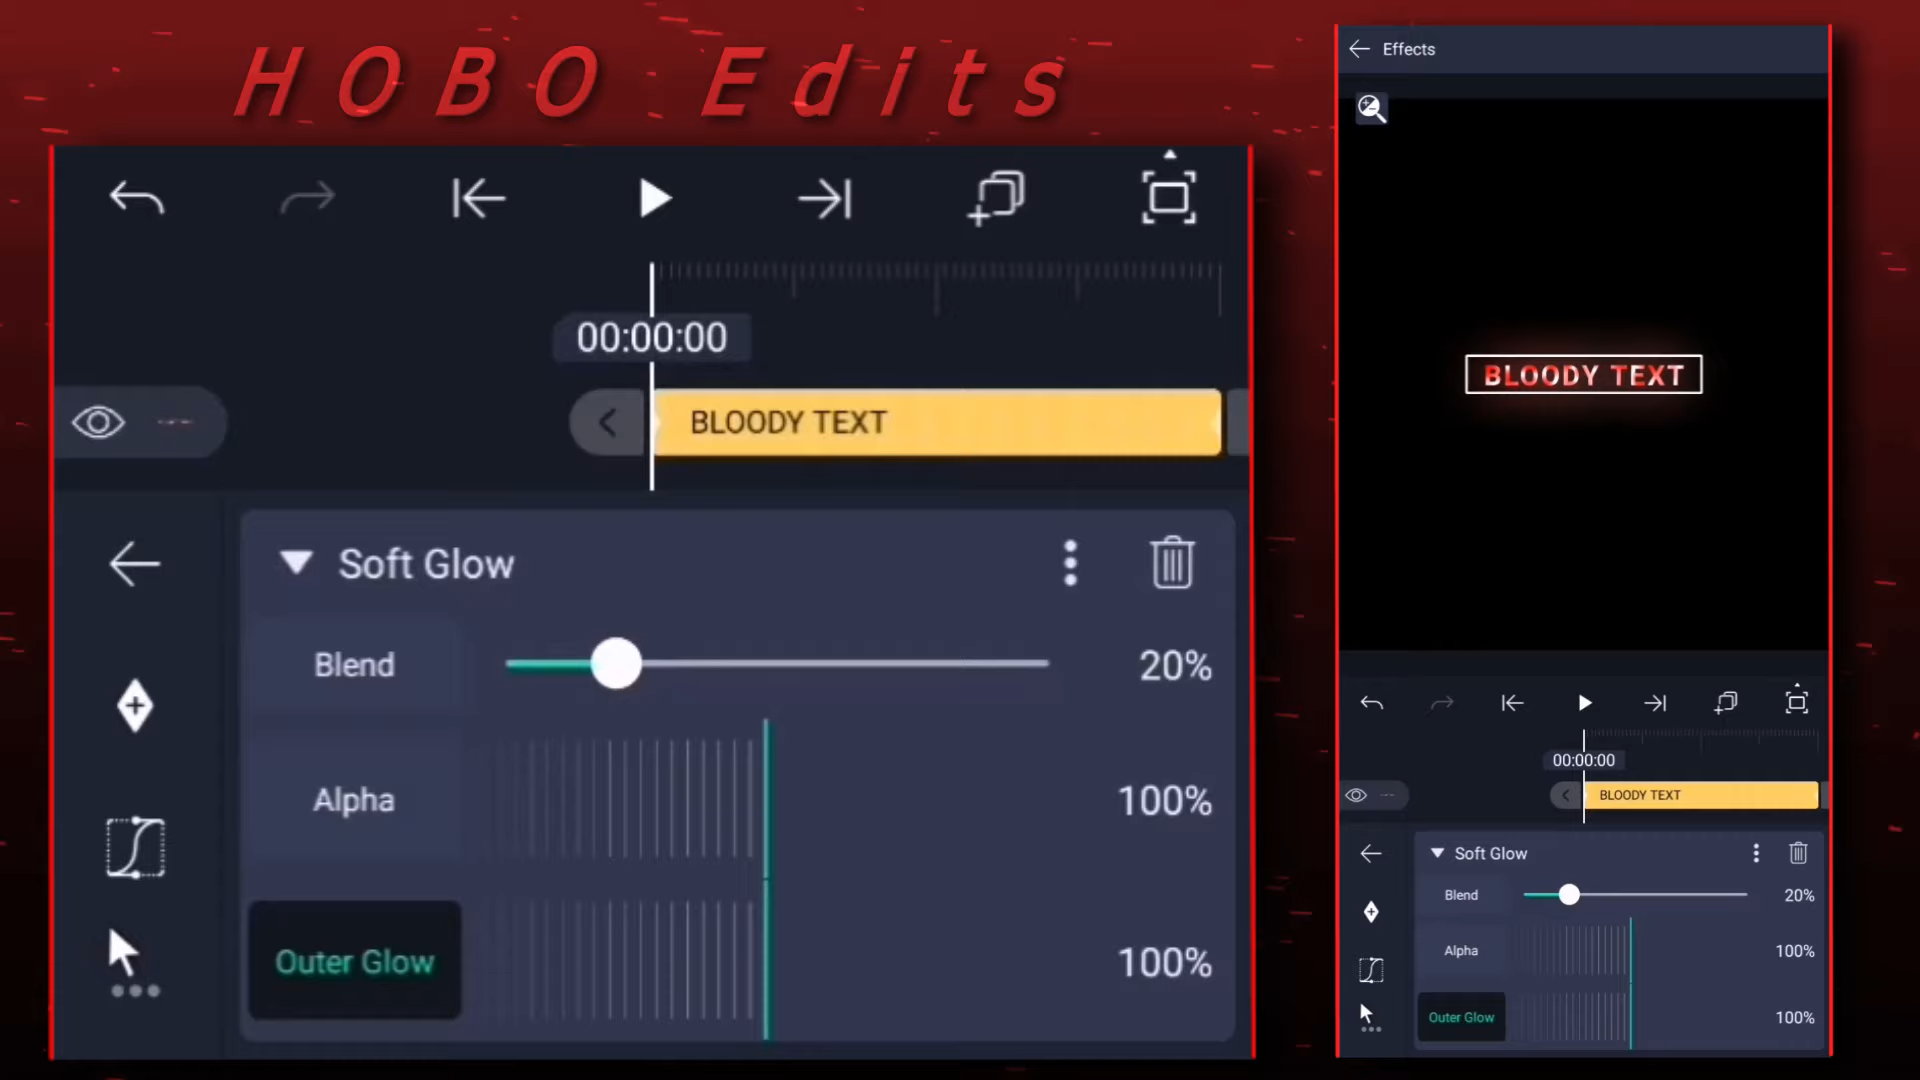 HOBO Edits
00:00:00
BLOODY TEXT
Soft Glow
Blend 20%
Alpha 100%
Outer Glow 100%
Effects
BLOODY TEXT
00:00:00
BLOODY TEXT
Soft Glow
Blend 20%
Alpha 100%
Outer Glow 100%